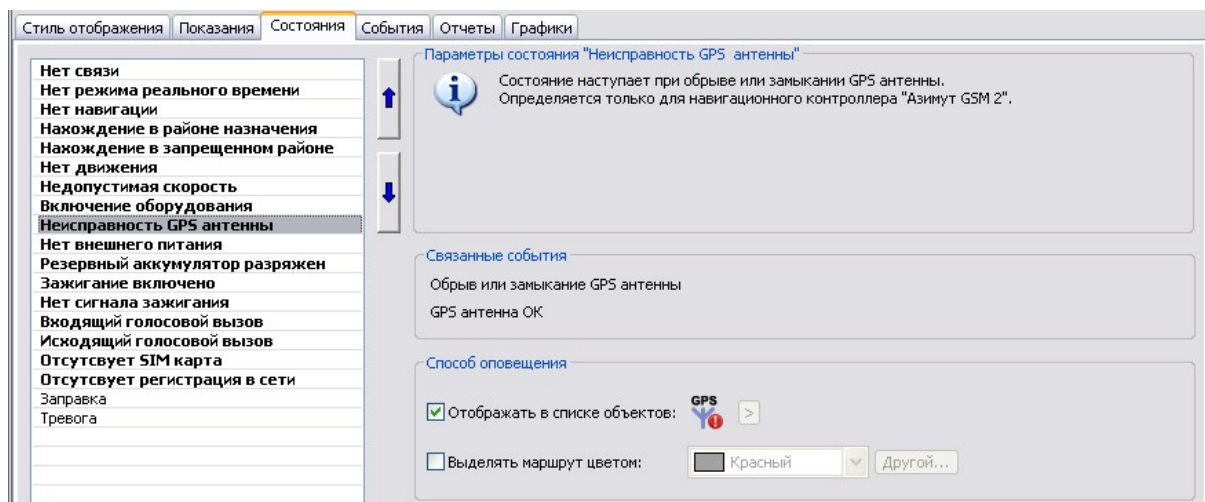 Стиль отображения Показания Состояния События Отчеты Графики
Нет связи
Нет режима реального времени
Нет навигации
Нахождение в районе назначения
Нахождение в запрещенном районе
Нет движения
Недопустимая скорость
Включение оборудования
Неисправность GPS антенны
Нет внешнего питания
Резервный аккумулятор разряжен
Зажигание включено
Нет сигнала зажигания
Входящий голосовой вызов
Исходящий голосовой вызов
Отсутсвует SIM карта
Отсутсвует регистрация в сети
Заправка
Тревога
Параметры состояния "Неисправность GPS антенны"
Состояние наступает при обрыве или замыкании GPS антенны.
Определяется только для навигационного контроллера "Азимут GSM 2".
Связанные события
Обрыв или замыкание GPS антенны
GPS антенна ОК
Способ оповещения
Отображать в списке объектов: GPS >
Выделять маршрут цветом: Красный Другой...